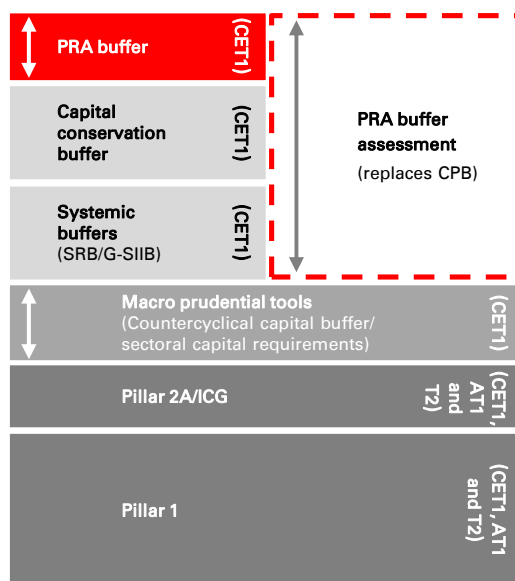 PRA buffer
(CET1)
Capital
conservation
buffer
(CET1)
Systemic
buffers
(SRB/G-SIIB)
(CET1)
PRA buffer
assessment
(replaces CPB)
Macro prudential tools
(Countercyclical capital buffer/
sectoral capital requirements)
(CET1)
Pillar 2A/ICG
(CET1,
AT1
and
T2)
Pillar 1
(CET1, AT1
and T2)